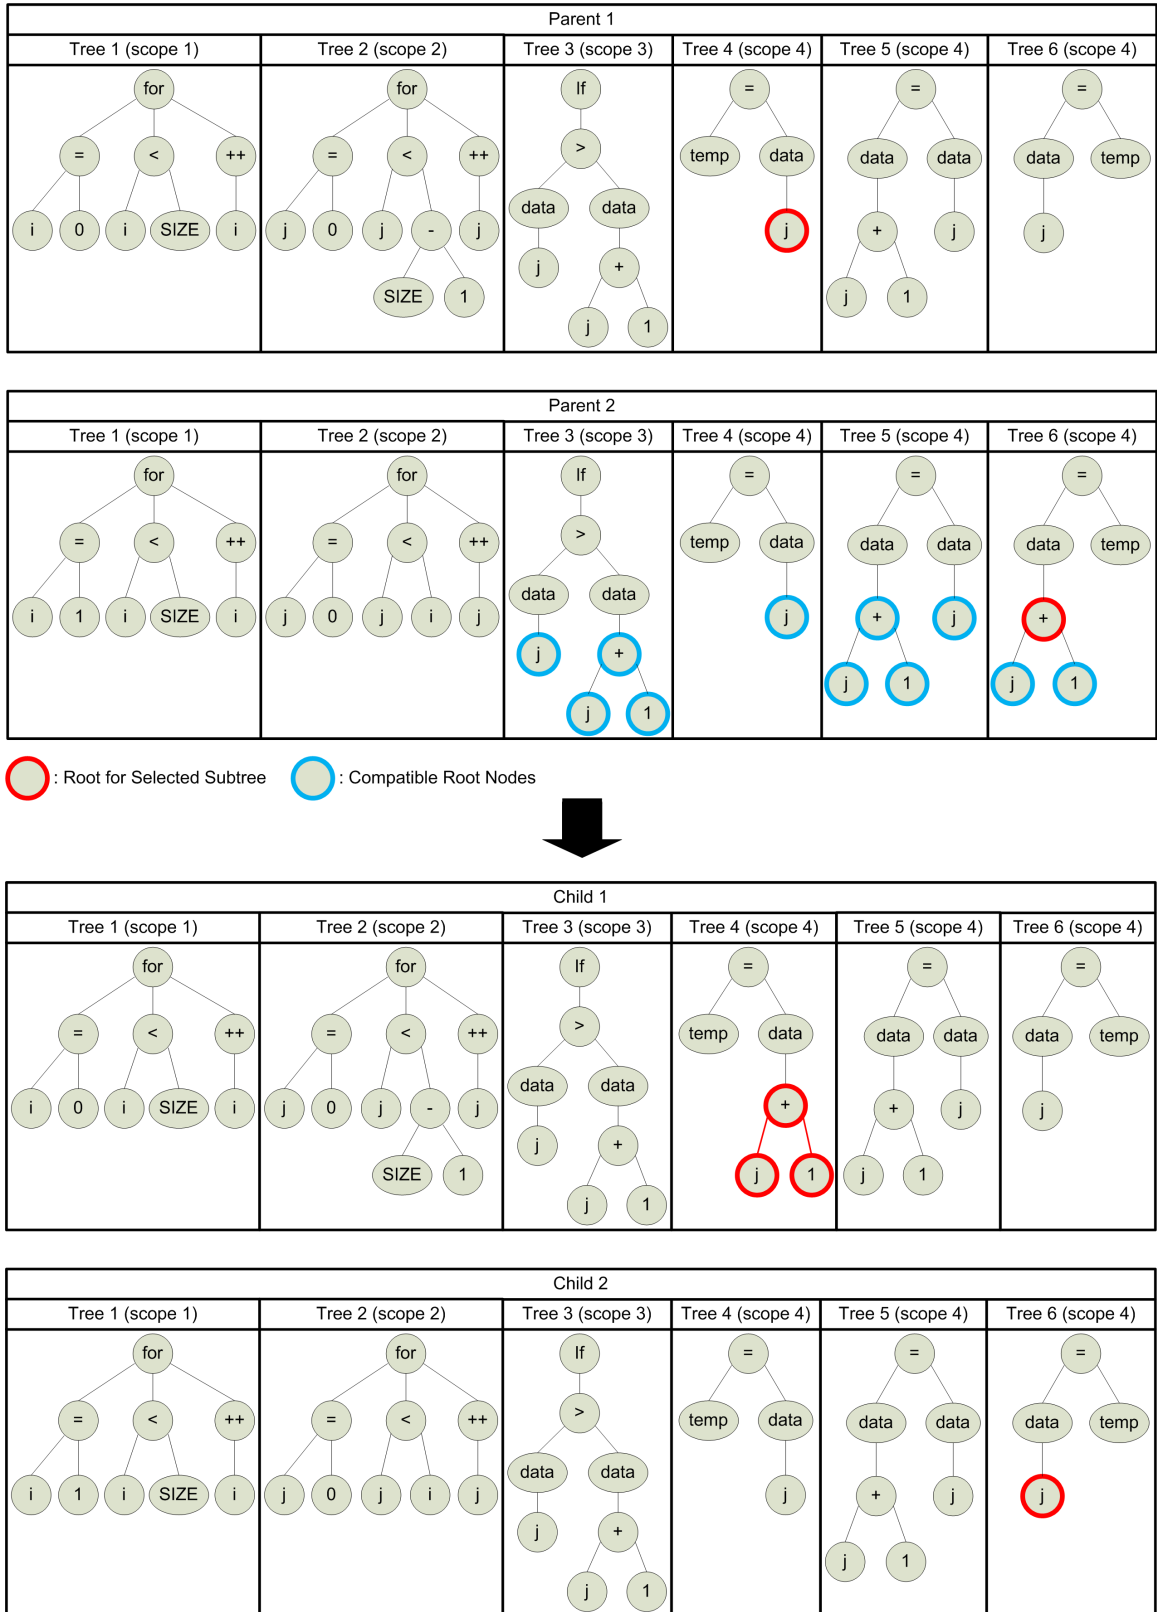 Parent 1
Tree 1 (scope 1) Tree 2 (scope 2) Tree 3 (scope 3) Tree 4 (scope 4) Tree 5 (scope 4) Tree 6 (scope 4)
for for If = = =
= < ++ = < ++ > temp data data data data temp
data data
i 0 i SIZE i j 0 j - j j + j j
j +
SIZE 1 j 1
j 1
Parent 2
Tree 1 (scope 1) Tree 2 (scope 2) Tree 3 (scope 3) Tree 4 (scope 4) Tree 5 (scope 4) Tree 6 (scope 4)
for for If = = =
= < ++ = < ++ > temp data data data data temp
data data
i 1 i SIZE i j 0 j i j j + j +
j +
j 1 j 1
j 1
: Root for Selected Subtree : Compatible Root Nodes
Child 1
Tree 1 (scope 1) Tree 2 (scope 2) Tree 3 (scope 3) Tree 4 (scope 4) Tree 5 (scope 4) Tree 6 (scope 4)
for for If = = =
= < ++ = < ++ > temp data data data data temp
data data
i 0 i SIZE i j 0 j - j + + j j
j +
SIZE 1 j 1 j 1
j 1
Child 2
Tree 1 (scope 1) Tree 2 (scope 2) Tree 3 (scope 3) Tree 4 (scope 4) Tree 5 (scope 4) Tree 6 (scope 4)
for for If = = =
= < ++ = < ++ > temp data data data data temp
data data
i 1 i SIZE i j 0 j i j j + j j
j +
j 1
j 1